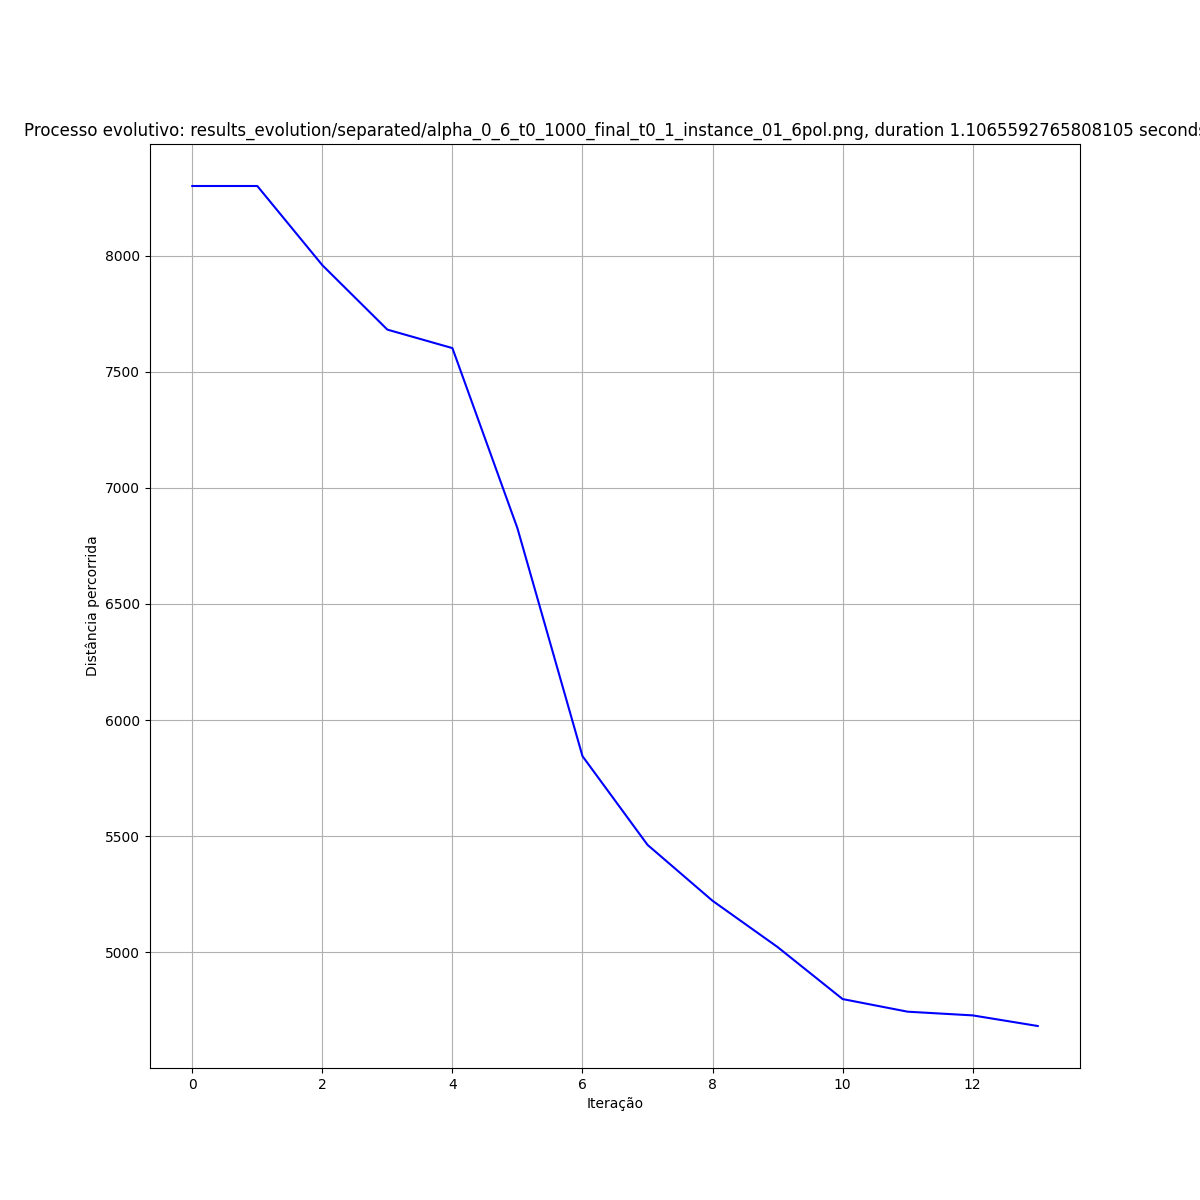 Processo evolutivo: results_evolution/separated/alpha_0_6_t0_1000_final_t0_1_instance_01_6pol.png, duration 1.1065592765808105 seconds
8000
7500
7000
6500
6000
5500
5000
Distância percorrida
0 2 4 6 8 10 12
Iteração